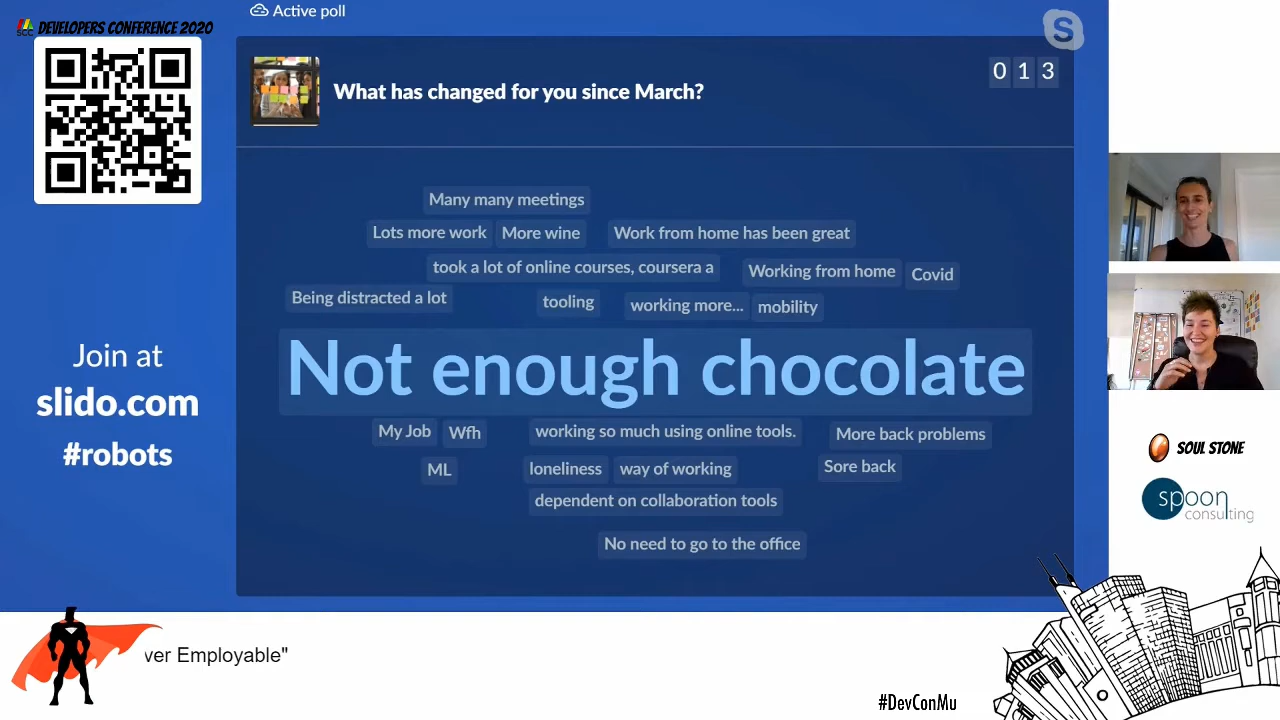 Active poll
DEVELOPERS CONFERENCE 2020
What has changed for you since March?
013
Many many meetings
Lots more work
More wine
Work from home has been great
took a lot of online courses, coursera a
Working from home
Covid
Being distracted a lot
tooling
working more...
mobility
Not enough chocolate
My Job
Wfh
working so much using online tools.
More back problems
ML
loneliness
way of working
Sore back
dependent on collaboration tools
No need to go to the office
Join at
slido.com
#robots
SOUL STONE
spoon
consulting
ver Employable"
#DevConMu